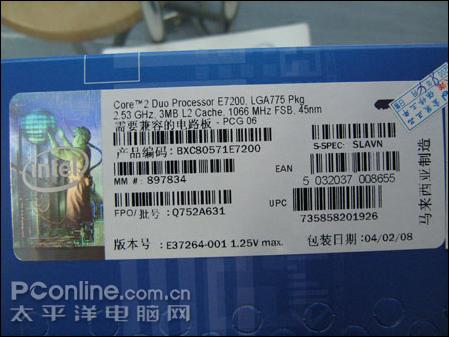 Core™2 Duo Processor E7200, LGA775 Pkg
2.53 GHz, 3MB L2 Cache, 1066 MHz FSB, 45nm
需要兼容的电路板 - PCG 06
产品编码: BXC80571E7200
S-SPEC: SLAVN
MM #: 897834
EAN
5 032037 008655
FPO/批号: Q752A631
UPC
735858201926
版本号: E37264-001 1.25V max.
包装日期: 04/02/08
马来西亚制造
intel
PConline.com.cn
太平洋电脑网